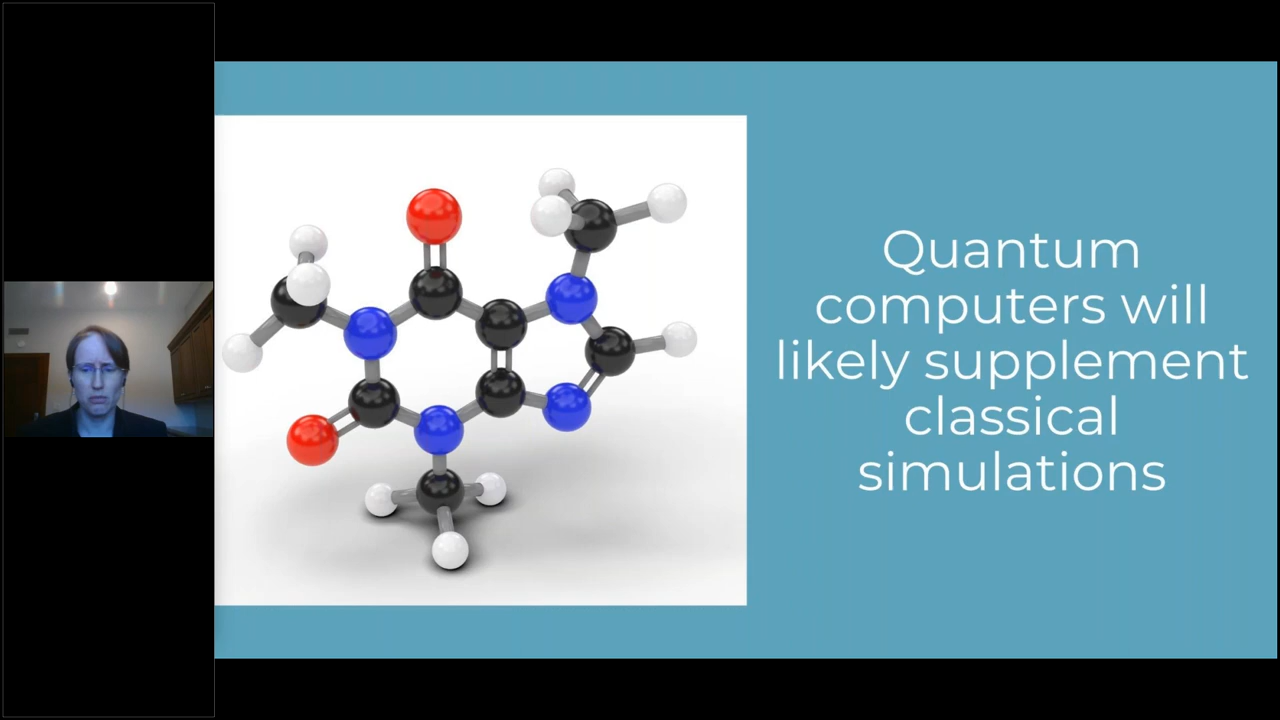 Quantum
computers will
likely supplement
classical
simulations